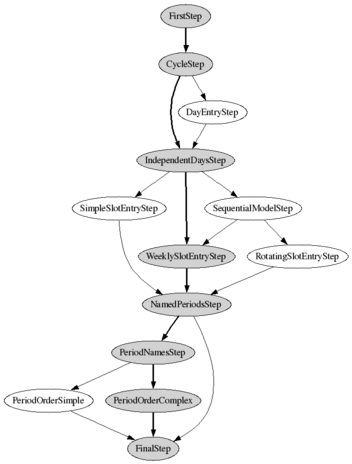 FirstStep
CycleStep
DayEntryStep
IndependentDaysStep
SimpleSlotEntryStep
SequentialModelStep
WeeklySlotEntryStep
RotatingSlotEntryStep
NamedPeriodsStep
PeriodNamesStep
PeriodOrderSimple
PeriodOrderComplex
FinalStep